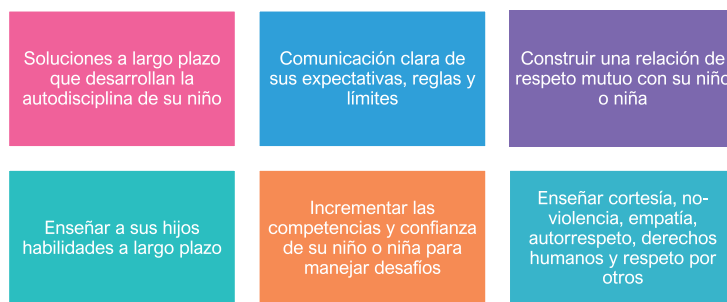 Soluciones a largo plazo
que desarrollan la
autodisciplina de su niño
Comunicación clara de
sus expectativas, reglas y
límites
Construir una relación de
respeto mutuo con su niño
o niña
Enseñar a sus hijos
habilidades a largo plazo
Incrementar las
competencias y confianza
de su niño o niña para
manejar desafíos
Enseñar cortesía, no-
violencia, empatía,
autorrespeto, derechos
humanos y respeto por
otros